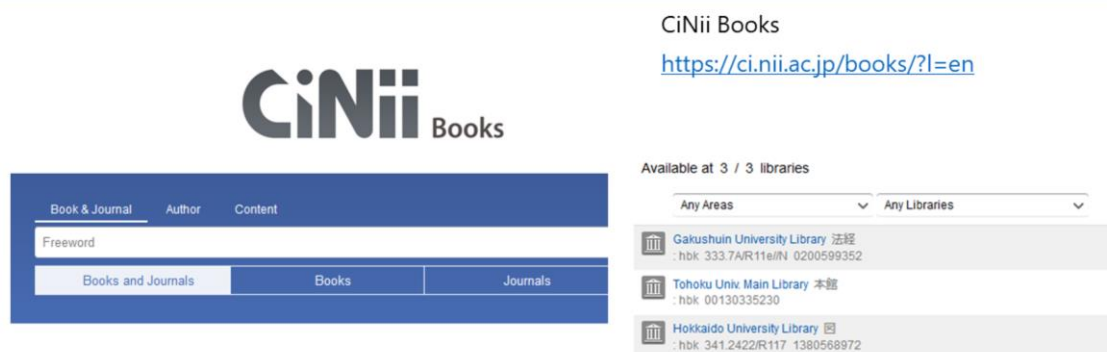 CiNii Books
Book & Journal Author Content
Freeword
Books and Journals Books Journals
CiNii Books
https://ci.nii.ac.jp/books/?l=en
Available at 3 / 3 libraries
Any Areas Any Libraries
Gakushuin University Library 法経
: hbk 333.7A/R11e//N 0200599352
Tohoku Univ. Main Library 本館
: hbk 00130335230
Hokkaido University Library 図
: hbk 341.2422/R117 1380568972